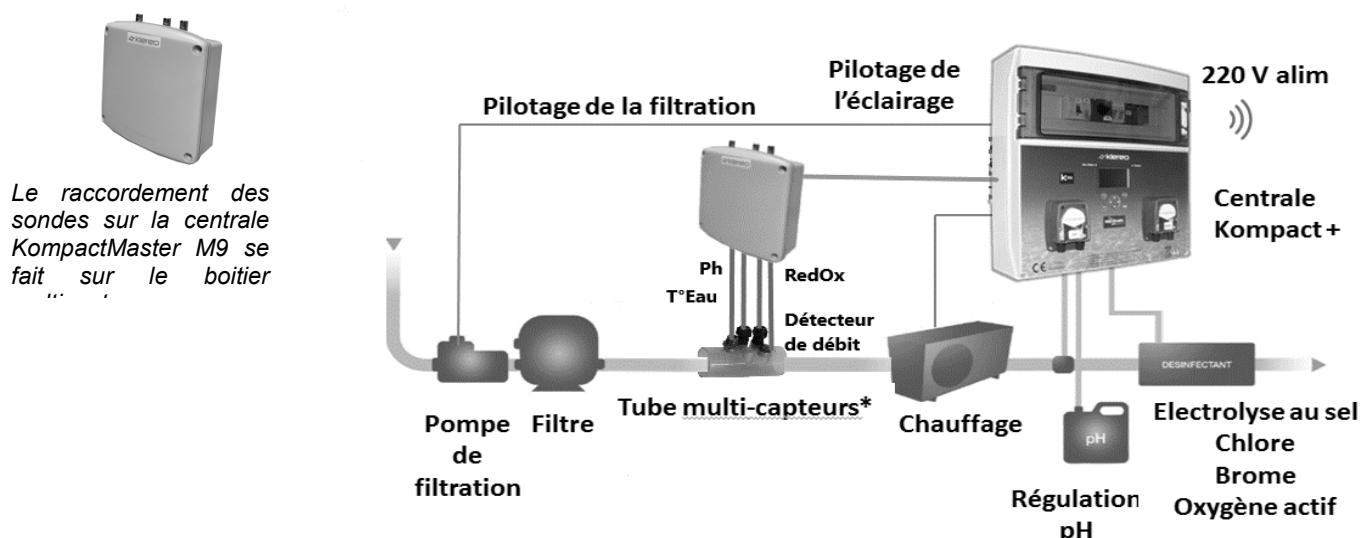 klereo
Le raccordement des
sondes sur la centrale
KompactMaster M9 se
fait sur le boitier
Pilotage de la filtration
Pilotage de
l'éclairage
220 V alim
klereo
Centrale
Kompact +
Ph
T°Eau
RedOx
Détecteur
de débit
DESINFECTANT
Pompe
de
filtration
Filtre
Tube multi-capteurs*
Chauffage
pH
Régulation
pH
Electrolyse au sel
Chlore
Brome
Oxygène actif